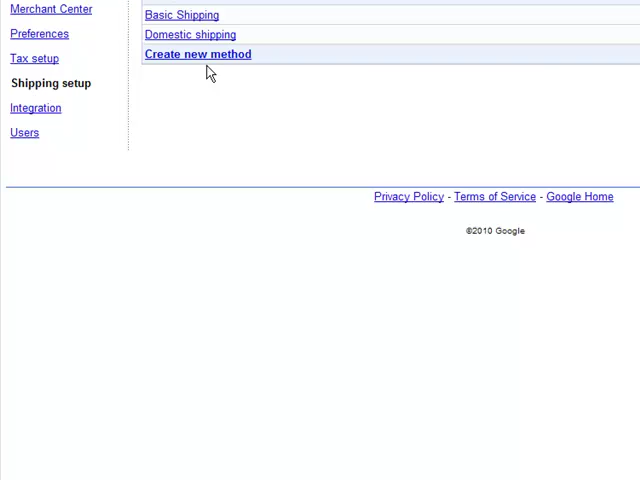 Merchant Center
Preferences
Tax setup
Shipping setup
Integration
Users
Basic Shipping
Domestic shipping
Create new method
Privacy Policy - Terms of Service - Google Home
©2010 Google